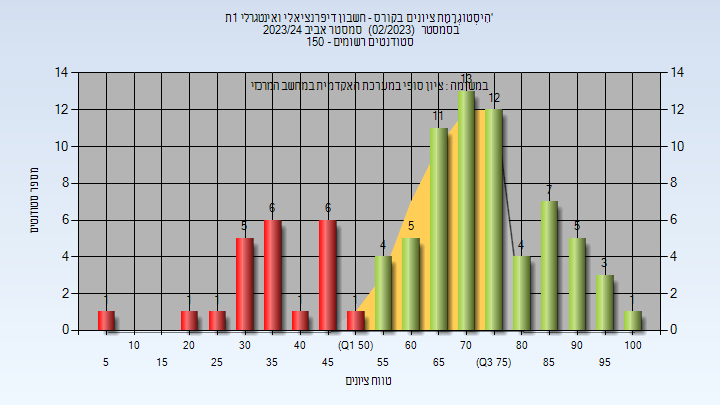 הִיסְטוֹגְרָמַת ציונים בקורס - חשבון דיפרנציאלי ואינטגרלי 1ת'
בסמסטר (02/2023) סמסטר אביב 2023/24
סטודנטים רשומים - 150
במשימה : ציון סופי במערכת האקדמית במחשב המרכזי
מספר סטודנטים
14 14
12 12
10 10
8 8
6 6
4 4
2 2
0 0
1 1 1 5 6 1 6 1 4 5 11 13 12 4 7 5 3 1
10 20 30 40 (Q1 50) 60 70 80 90 100
5 15 25 35 45 55 65 (Q3 75) 85 95
טווח ציונים